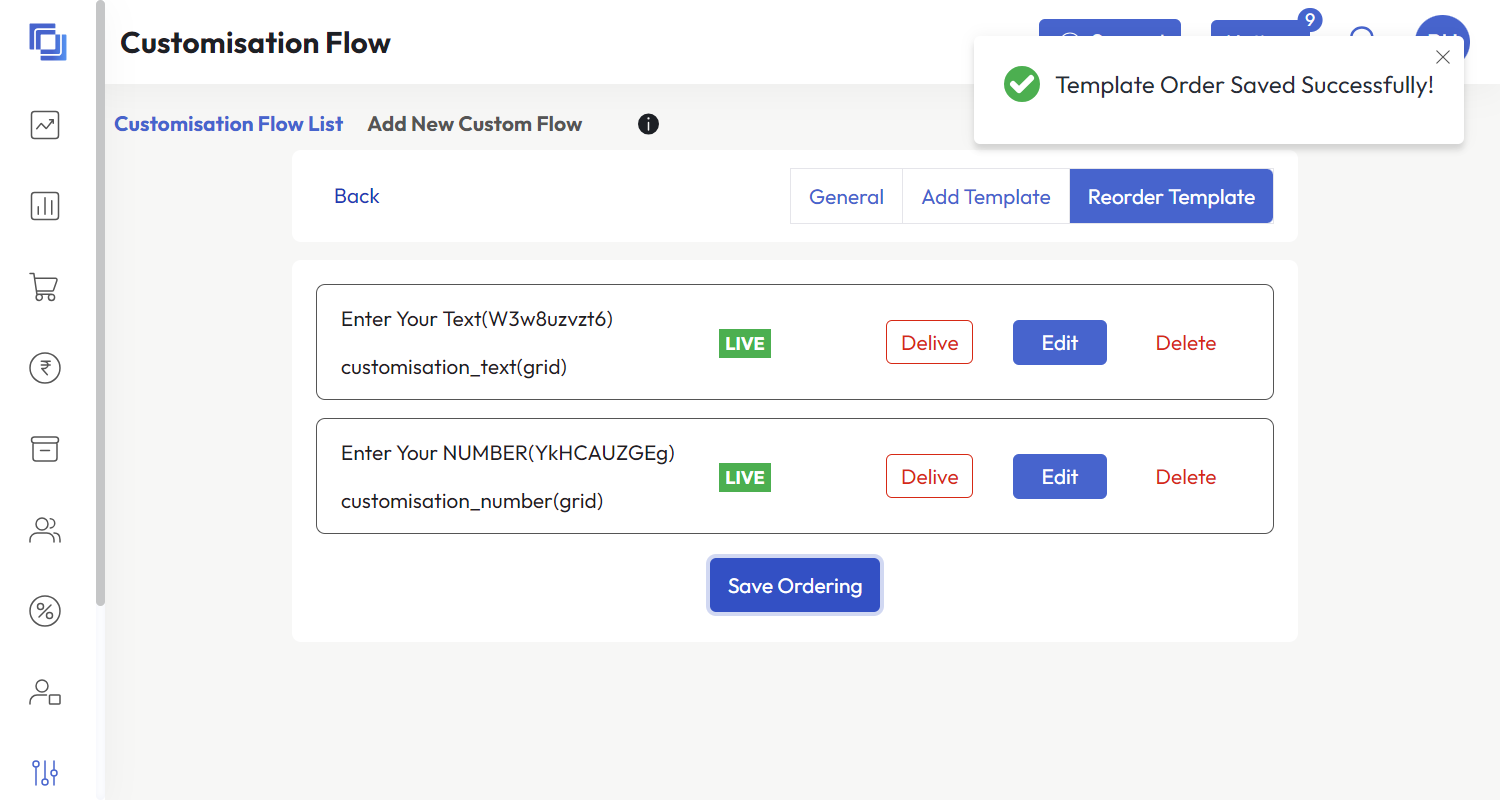 Customisation Flow
9
Template Order Saved Successfully!
Customisation Flow List
Add New Custom Flow
Back
General
Add Template
Reorder Template
Enter Your Text(W3w8uzvzt6)
customisation_text(grid)
LIVE
Delive
Edit
Delete
Enter Your NUMBER(YkHCAUZGEg)
customisation_number(grid)
LIVE
Delive
Edit
Delete
Save Ordering